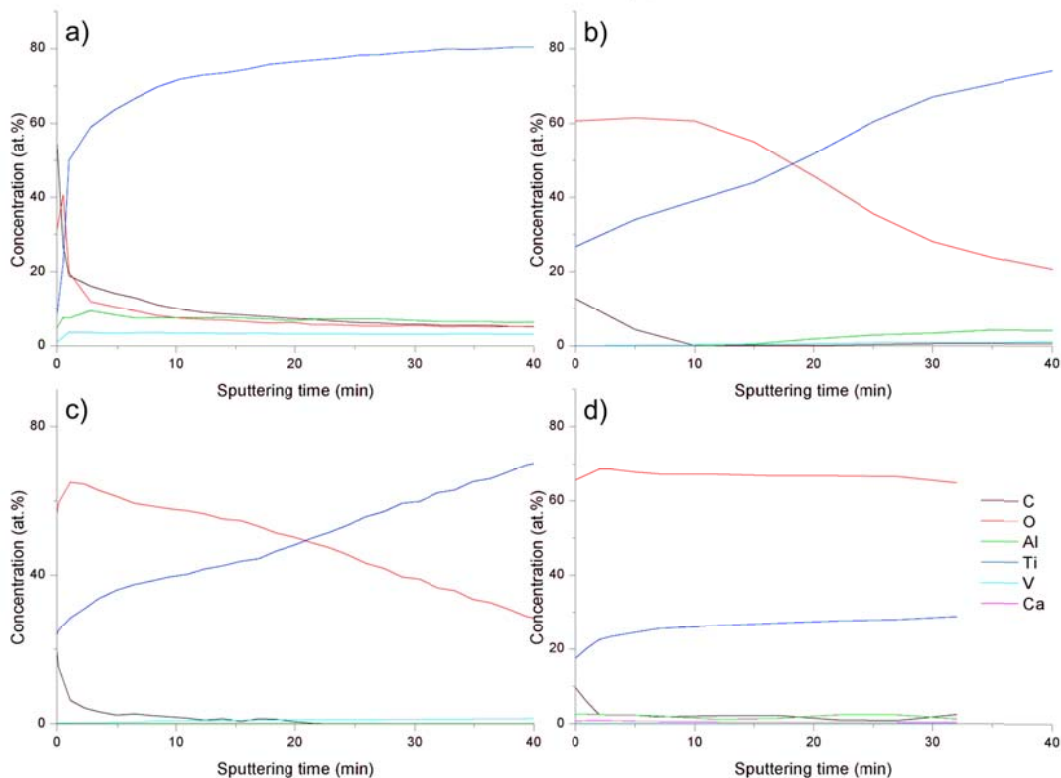 a)
80
60
40
20
0
Concentration (at.%)
0 10 20 30 40
Sputtering time (min)
b)
80
60
40
20
0
Concentration (at.%)
0 10 20 30 40
Sputtering time (min)
c)
80
40
0
Concentration (at.%)
0 10 20 30 40
Sputtering time (min)
d)
80
60
40
20
0
Concentration (at.%)
0 10 20 30 40
Sputtering time (min)
C
O
Al
Ti
V
Ca